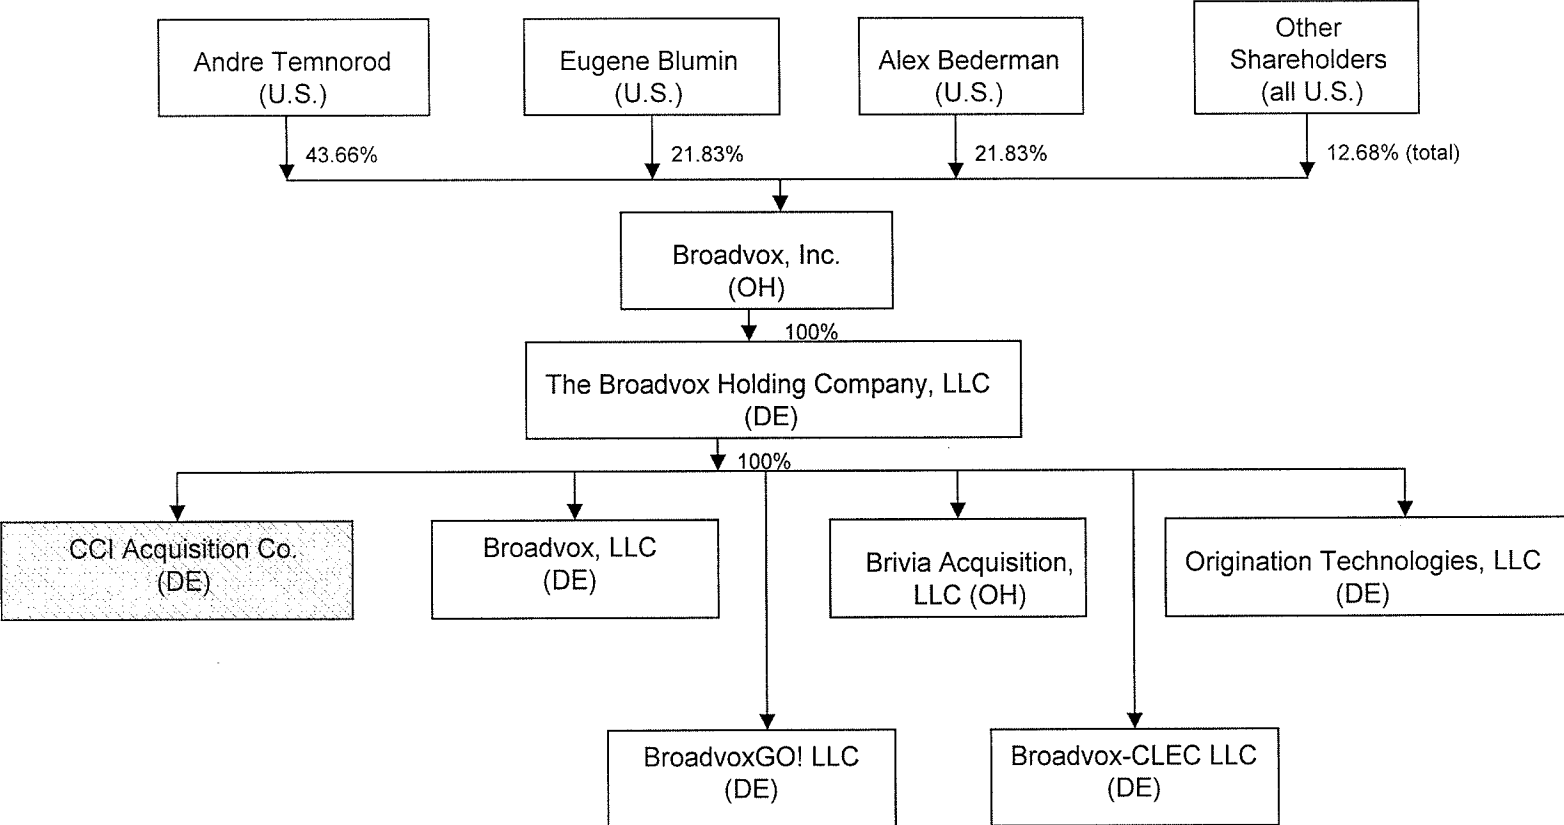 Andre Temnorod
(U.S.)
Eugene Blumin
(U.S.)
Alex Bederman
(U.S.)
Other
Shareholders
(all U.S.)
43.66%
21.83%
21.83%
12.68% (total)
Broadvox, Inc.
(OH)
100%
The Broadvox Holding Company, LLC
(DE)
100%
CCI Acquisition Co.
(DE)
Broadvox, LLC
(DE)
Brivia Acquisition,
LLC (OH)
Origination Technologies, LLC
(DE)
BroadvoxGO! LLC
(DE)
Broadvox-CLEC LLC
(DE)